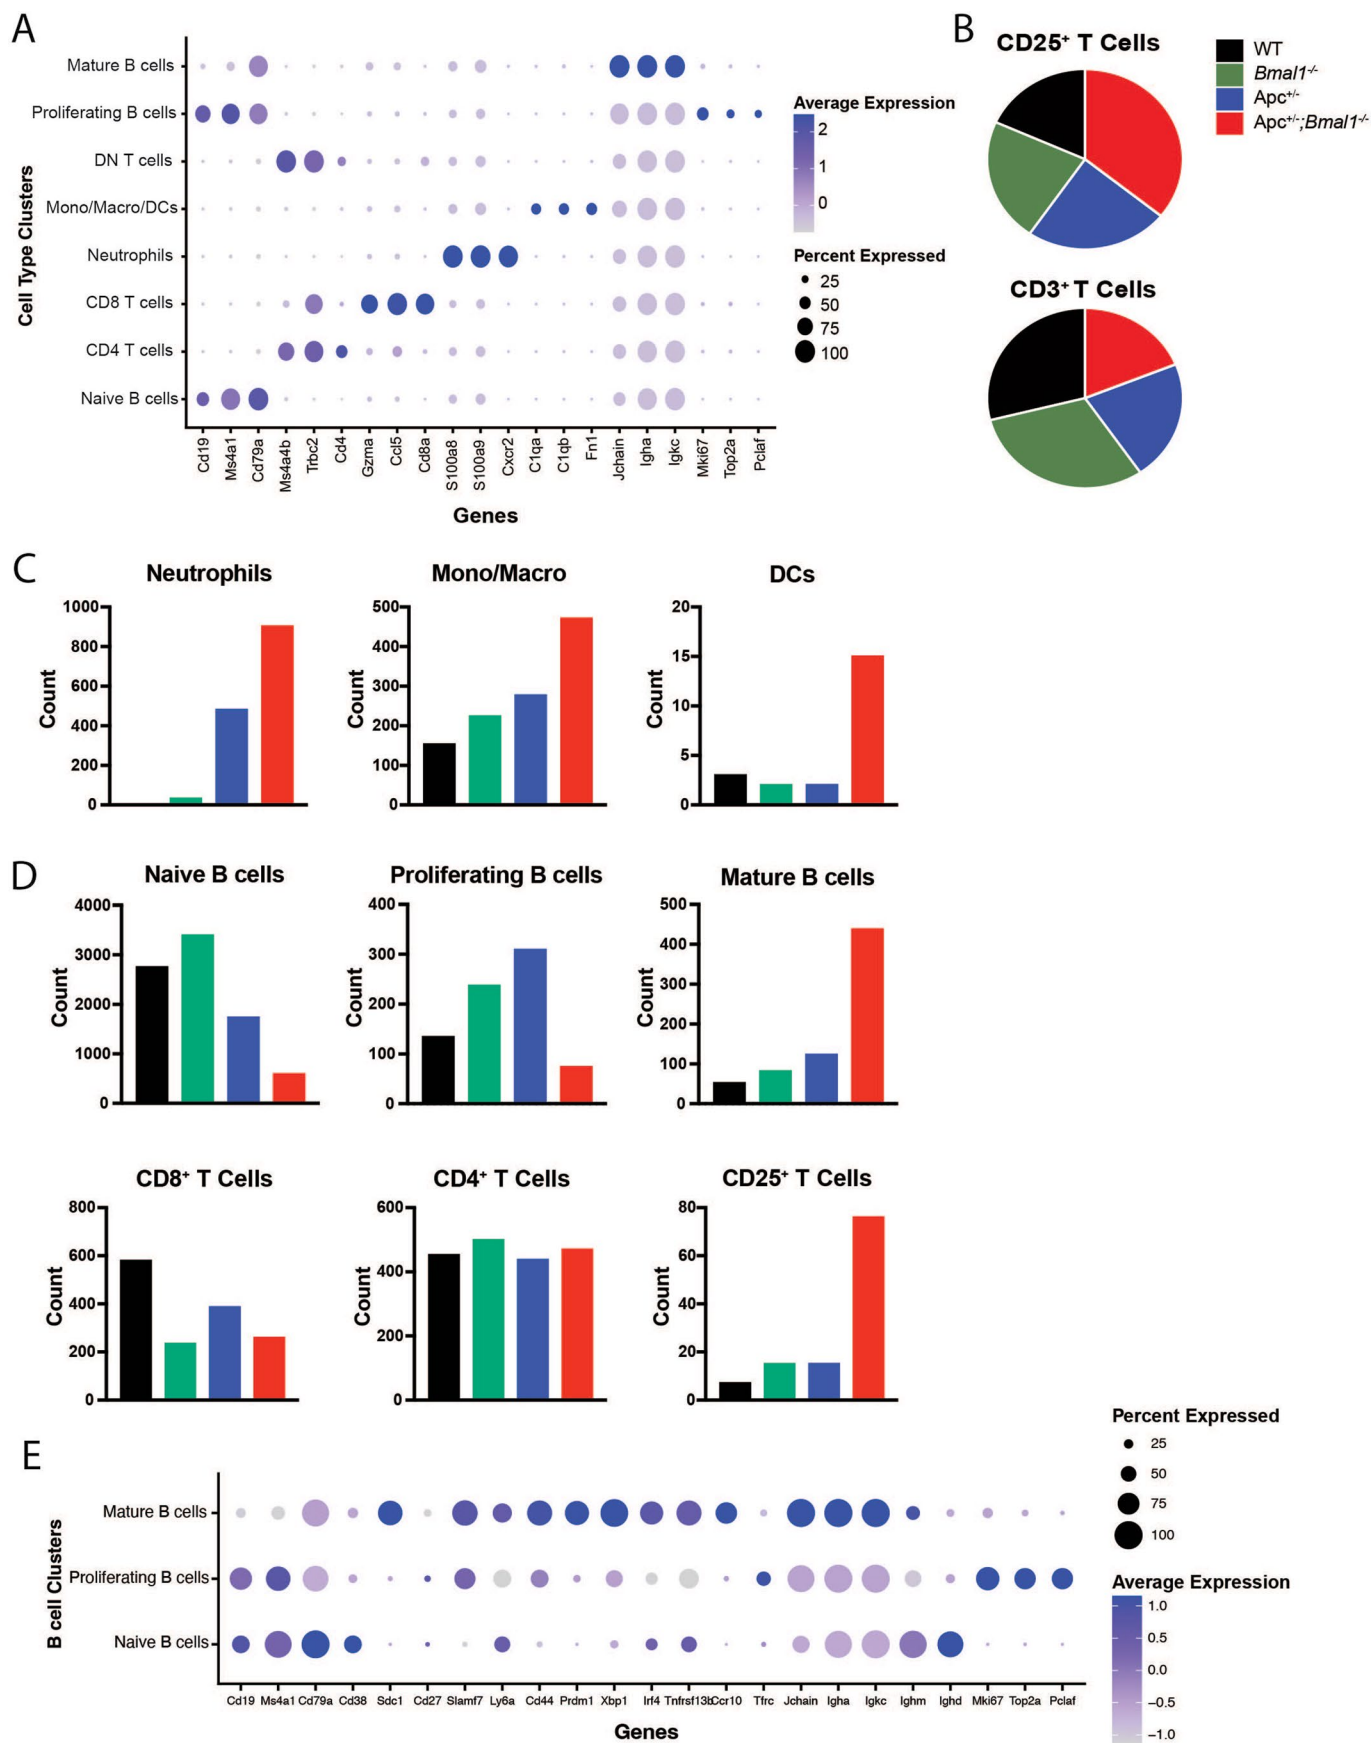 A
Cell Type Clusters
Mature B cells
Proliferating B cells
DN T cells
Mono/Macro/DCs
Neutrophils
CD8 T cells
CD4 T cells
Naive B cells
Cd19 Ms4a1 Cd79a Ms4a4b Trbc2 Cd4 Gzma Ccl5 Cd8a S100a8 S100a9 Cxcr2 C1qa C1qb Fn1 Jchain Igha Igkc Mki67 Top2a Pclaf
Genes
Average Expression
2
1
0
Percent Expressed
25
50
75
100
B
CD25+ T Cells
CD3+ T Cells
WT
Bmal1-/-
Apc+/-
Apc+/-;Bmal1-/-
C
Neutrophils
Count
1000
800
600
400
200
0
Mono/Macro
Count
500
400
300
200
100
0
DCs
Count
20
15
10
5
0
D
Naive B cells
Count
4000
3000
2000
1000
0
Proliferating B cells
Count
400
300
200
100
0
Mature B cells
Count
500
400
300
200
100
0
CD8+ T Cells
Count
800
600
400
200
0
CD4+ T Cells
Count
600
400
200
0
CD25+ T Cells
Count
80
60
40
20
0
E
B cell Clusters
Mature B cells
Proliferating B cells
Naive B cells
Cd19 Ms4a1 Cd79a Cd38 Sdc1 Cd27 Slamf7 Ly6a Cd44 Prdm1 Xbp1 Irf4 Tnfrsf13b Ccr10 Tfrc Jchain Igha Igkc Ighm Ighd Mki67 Top2a Pclaf
Genes
Percent Expressed
25
50
75
100
Average Expression
1.0
0.5
0.0
−0.5
−1.0